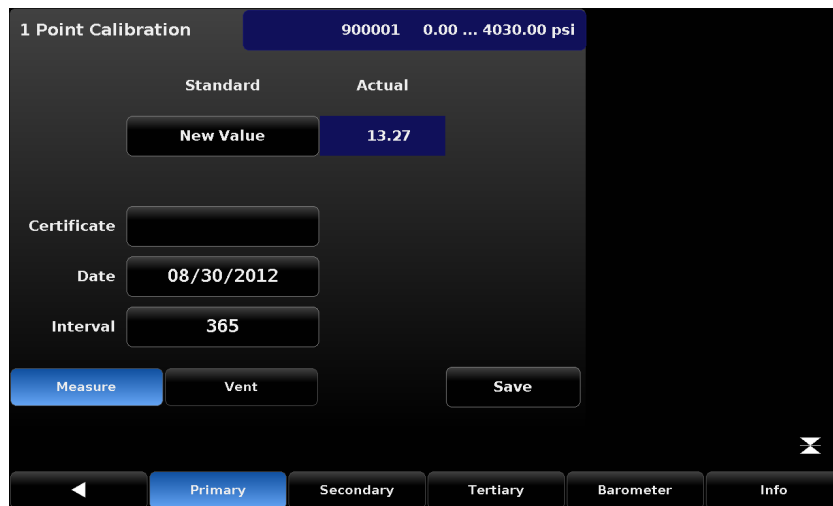 1 Point Calibration 900001 0.00 ... 4030.00 psi
Standard Actual
New Value 13.27
Certificate
Date 08/30/2012
Interval 365
Measure Vent Save
Primary Secondary Tertiary Barometer Info